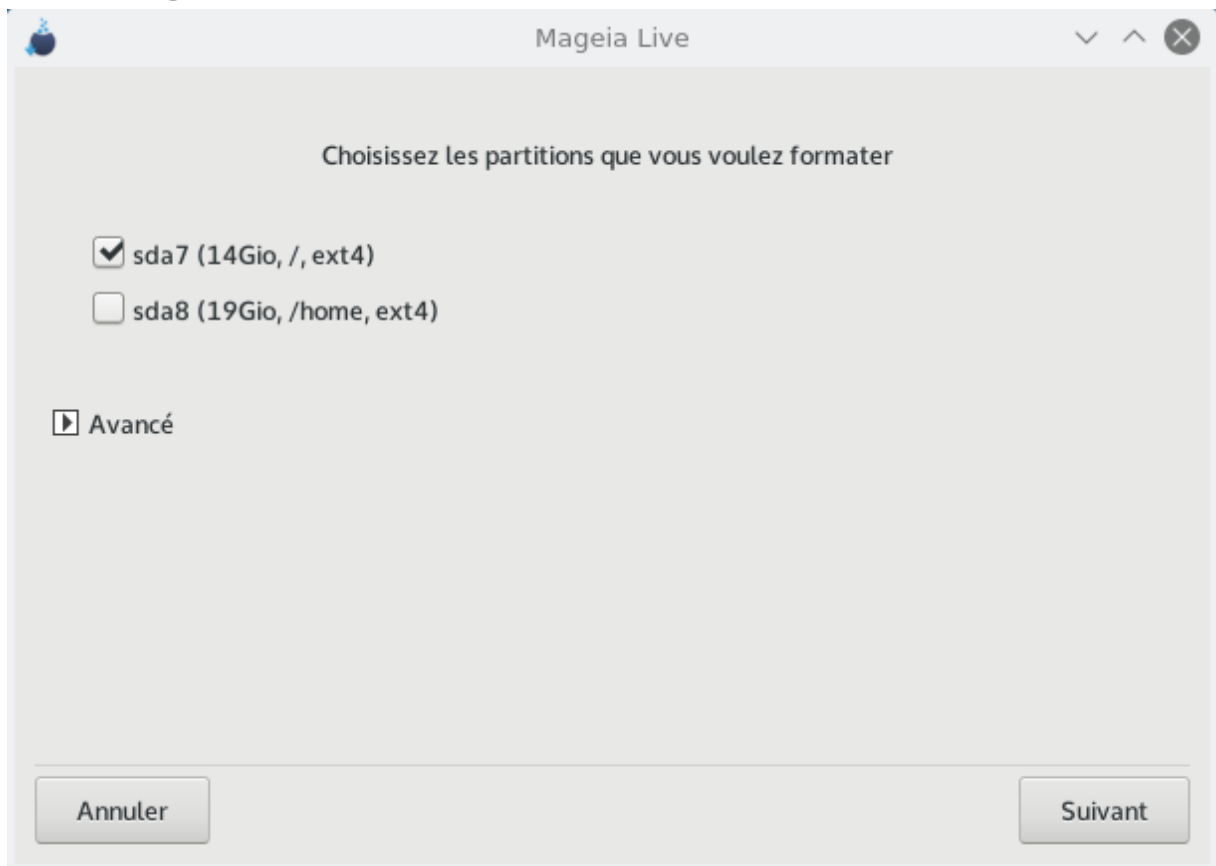 Mageia Live
Choisissez les partitions que vous voulez formater
sda7 (14Gio, /, ext4)
sda8 (19Gio, /home, ext4)
Avancé
Annuler
Suivant